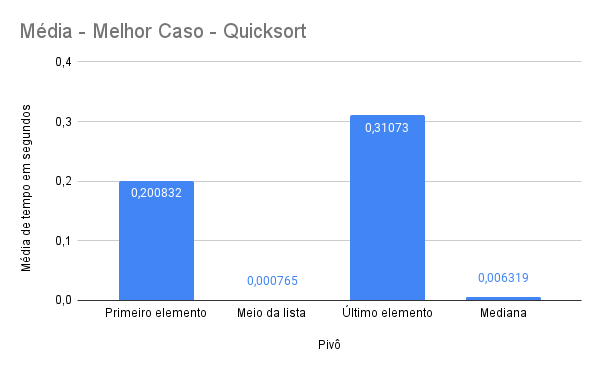 Média - Melhor Caso - Quicksort
Média de tempo em segundos
0,4
0,3
0,2
0,1
0,0
0,200832
0,000765
0,31073
0,006319
Primeiro elemento
Meio da lista
Último elemento
Mediana
Pivô